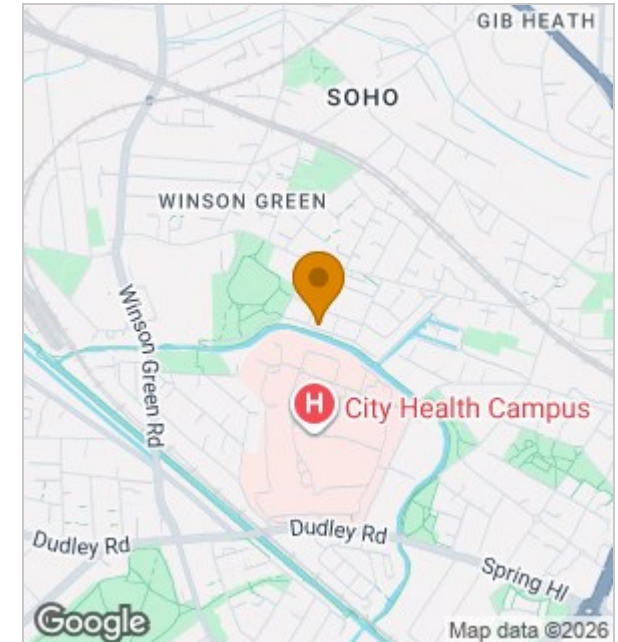 GIB HEATH
SOHO
WINSON GREEN
Winson Green Rd
H
City Health Campus
Dudley Rd
Dudley Rd
Spring Hl
Google
Map data ©2026